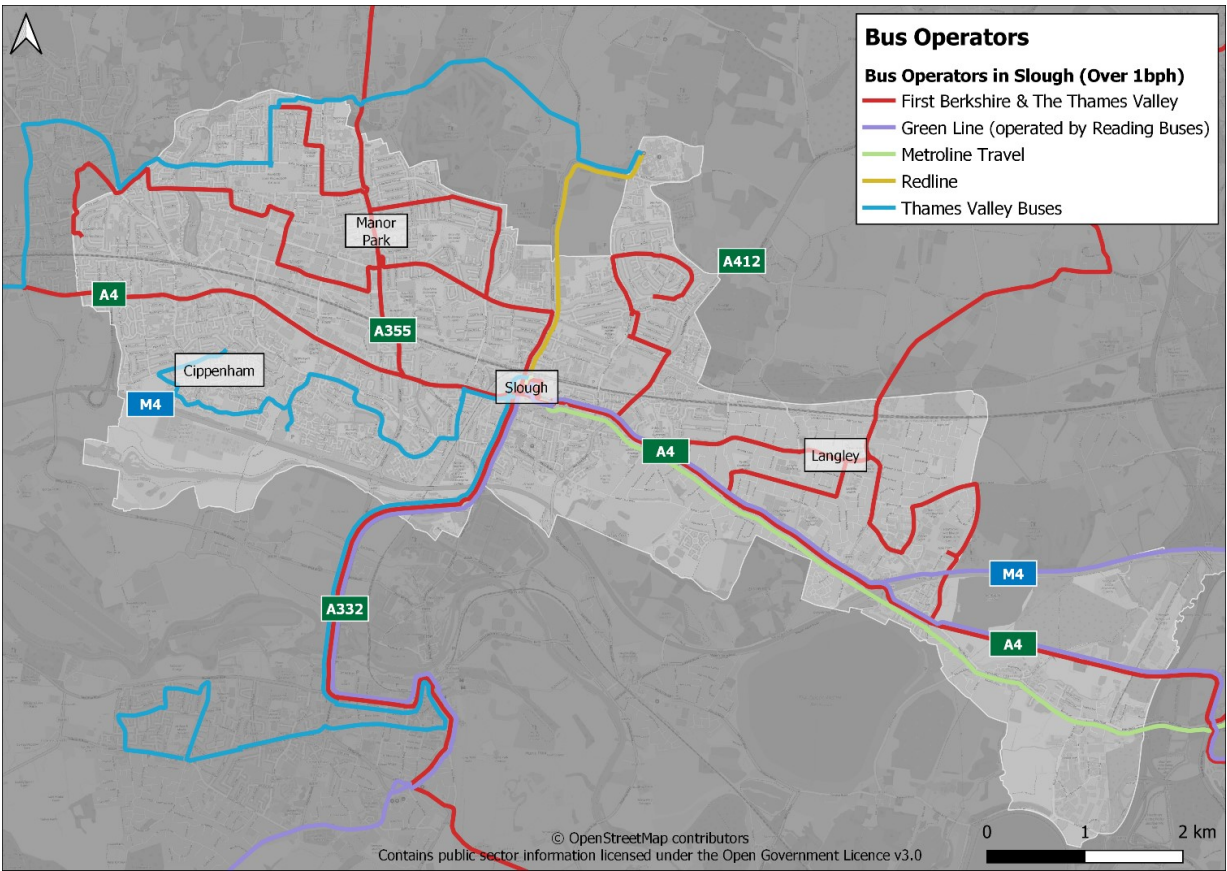 Bus Operators
Bus Operators in Slough (Over 1bph)
First Berkshire & The Thames Valley
Green Line (operated by Reading Buses)
Metroline Travel
Redline
Thames Valley Buses
Manor
Park
A412
A4
A355
Cippenham
Slough
M4
A4
Langley
M4
A332
A4
© OpenStreetMap contributors
Contains public sector information licensed under the Open Government Licence v3.0
0 1 2 km